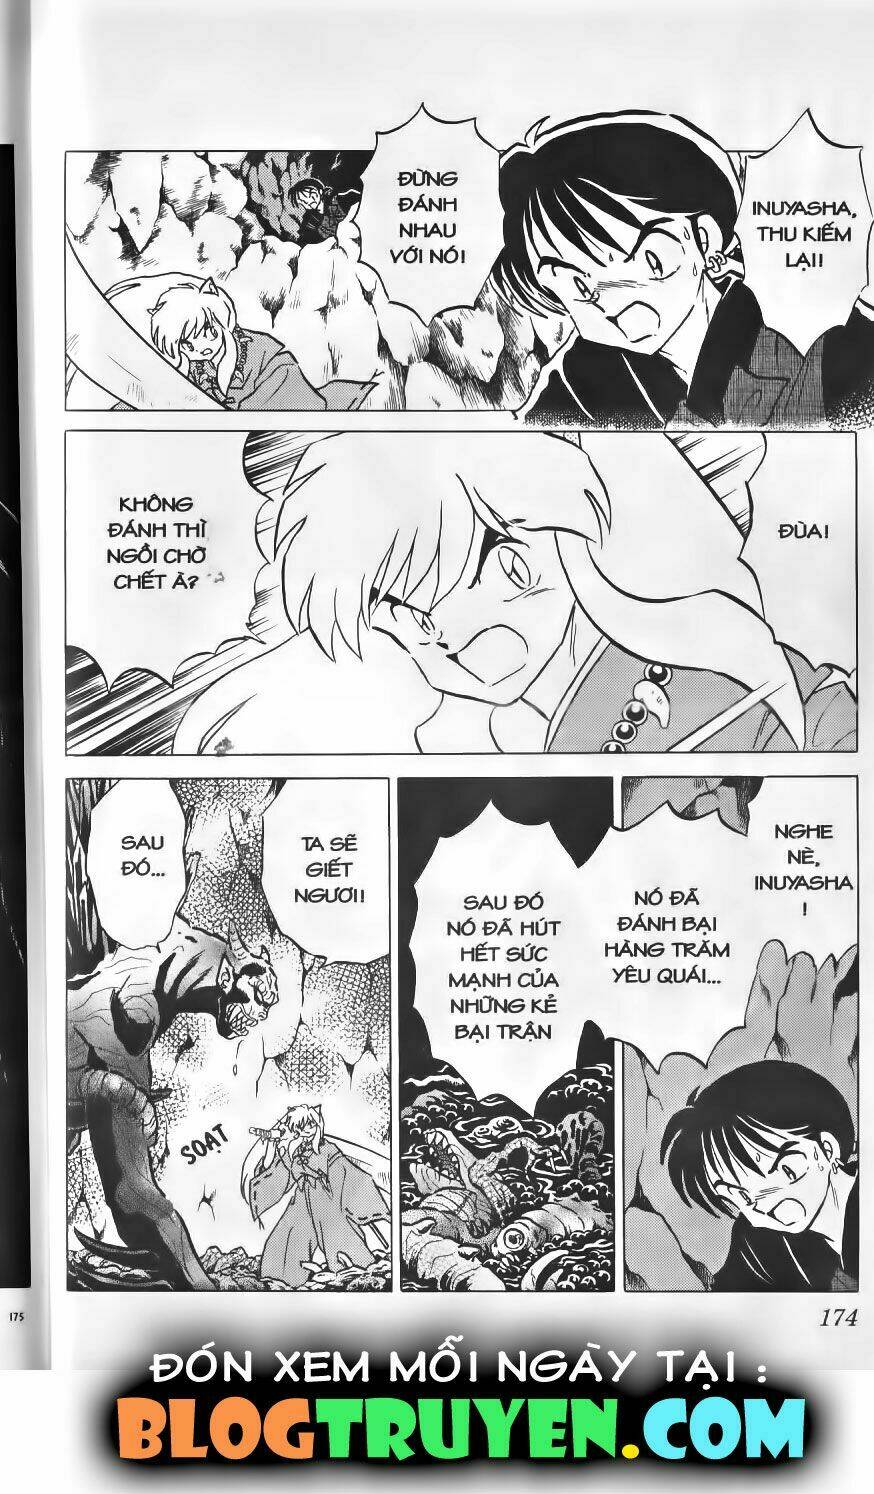 INUYASHA,
THU KIẾM
LẠI!
ĐỪNG
ĐÁNH
NHAU
VỚI NÓ!
ĐÙA!
KHÔNG
ĐÁNH THÌ
NGỒI CHỜ
CHẾT À?
NGHE
NÈ,
INUYASHA
!
NÓ ĐÃ
ĐÁNH BẠI
HÀNG TRĂM
YÊU QUÁI...
SAU ĐÓ
NÓ ĐÃ HÚT
HẾT SỨC
MẠNH CỦA
NHỮNG KẺ
BẠI TRẬN
TA SẼ
GIẾT
NGƯƠI!
SAU
ĐÓ...
SOẠT
175
174
ĐÓN XEM MỖI NGÀY TẠI :
BLOGTRUYEN.COM